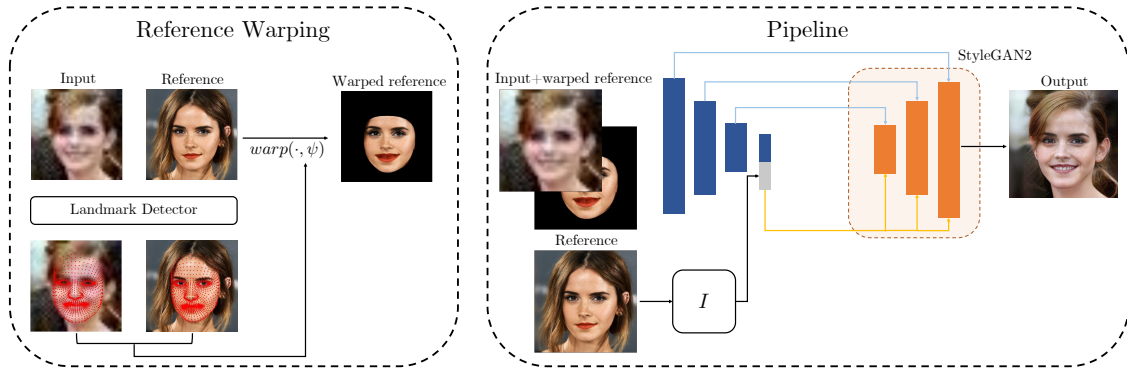 Reference Warping
Input
Reference
Warped reference
warp(·, ψ)
Landmark Detector
Pipeline
StyleGAN2
Input+warped reference
Output
Reference
I